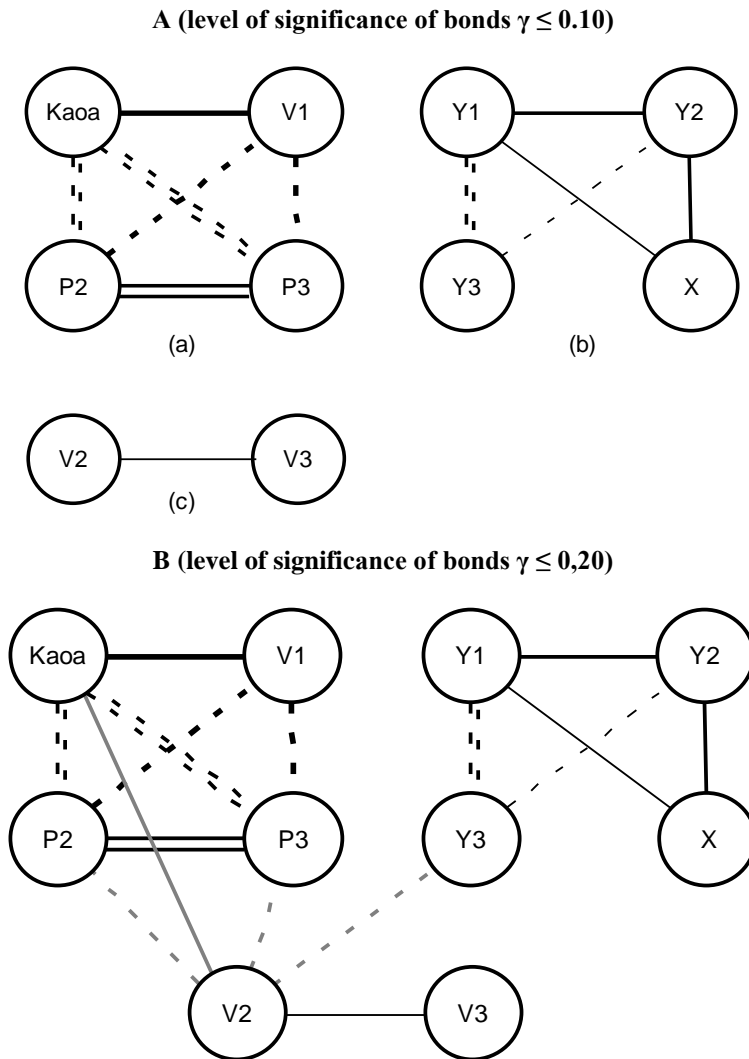 A (level of significance of bonds γ ≤ 0.10)
Kaoa V1 Y1 Y2
P2 P3 Y3 X
(a) (b)
V2 V3
(c)
B (level of significance of bonds γ ≤ 0,20)
Kaoa V1 Y1 Y2
P2 P3 Y3 X
V2 V3